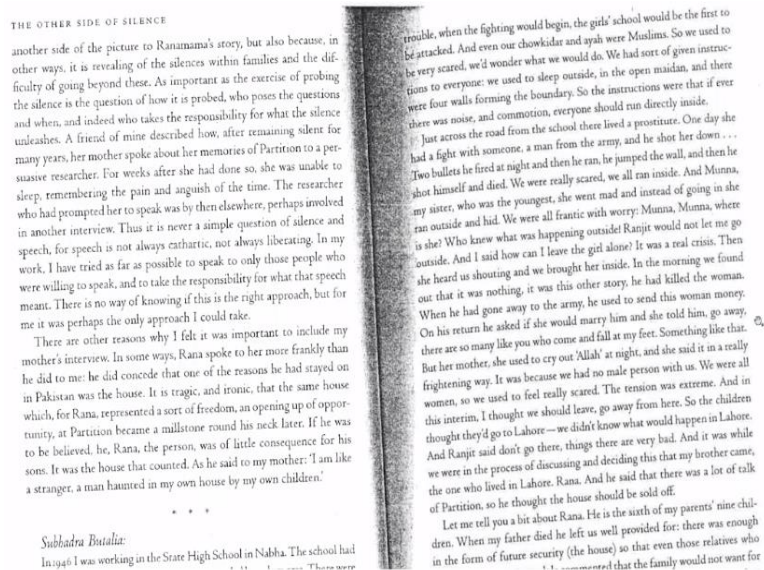 THE OTHER SIDE OF SILENCE
another side of the picture to Ranamama's story, but also because, in
other ways, it is revealing of the silences within families and the dif-
ficulty of going beyond these. As important as the exercise of probing
the silence is the question of how it is probed, who poses the questions
and when, and indeed who takes the responsibility for what the silence
unleashes. A friend of mine described how, after remaining silent for
many years, her mother spoke about her memories of Partition to a per-
suasive researcher. For weeks after she had done so, she was unable to
sleep, remembering the pain and anguish of the time. The researcher
who had prompted her to speak was by then elsewhere, perhaps involved
in another interview. Thus it is never a simple question of silence and
speech, for speech is not always cathartic, not always liberating. In my
work, I have tried as far as possible to speak to only those people who
were willing to speak, and to take the responsibility for what that speech
meant. There is no way of knowing if this is the right approach, but for
me it was perhaps the only approach I could take.
There are other reasons why I felt it was important to include my
mother's interview. In some ways, Rana spoke to her more frankly than
he did to me: he did concede that one of the reasons he had stayed on
in Pakistan was the house. It is tragic, and ironic, that the same house
which, for Rana, represented a sort of freedom, an opening up of oppor-
tunity, at Partition became a millstone round his neck later. If he was
to be believed, he, Rana, the person, was of little consequence for his
sons. It was the house that counted. As he said to my mother: 'I am like
a stranger, a man haunted in my own house by my own children.'
* * *
Subhadra Butalia:
In 1946 I was working in the State High School in Nabha. The school had
There were
trouble, when the fighting would begin, the girls' school would be the first to
be attacked. And even our chowkidar and ayah were Muslims. So we used to
be very scared, we'd wonder what we would do. We had sort of given instruc-
tions to everyone: we used to sleep outside, in the open maidan, and there
were four walls forming the boundary. So the instructions were that if ever
there was noise, and commotion, everyone should run directly inside.
Just across the road from the school there lived a prostitute. One day she
had a fight with someone, a man from the army, and he shot her down . . .
Two bullets he fired at night and then he ran, he jumped the wall, and then he
shot himself and died. We were really scared, we all ran inside. And Munna,
my sister, who was the youngest, she went mad and instead of going in she
ran outside and hid. We were all frantic with worry: Munna, Munna, where
is she? Who knew what was happening outside! Ranjit would not let me go
outside. And I said how can I leave the girl alone? It was a real crisis. Then
she heard us shouting and we brought her inside. In the morning we found
out that it was nothing, it was this other story, he had killed the woman.
When he had gone away to the army, he used to send this woman money.
On his return he asked if she would marry him and she told him, go away,
there are so many like you who come and fall at my feet. Something like that.
But her mother, she used to cry out 'Allah' at night, and she said it in a really
frightening way. It was because we had no male person with us. We were all
women, so we used to feel really scared. The tension was extreme. And in
this interim, I thought we should leave, go away from here. So the children
thought they'd go to Lahore—we didn't know what would happen in Lahore.
And Ranjit said don't go there, things there are very bad. And it was while
we were in the process of discussing and deciding this that my brother came,
the one who lived in Lahore. Rana. And he said that there was a lot of talk
of Partition, so he thought the house should be sold off.
Let me tell you a bit about Rana. He is the sixth of my parents' nine chil-
dren. When my father died he left us well provided for: there was enough
in the form of future security (the house) so that even those relatives who
that the family would not want for